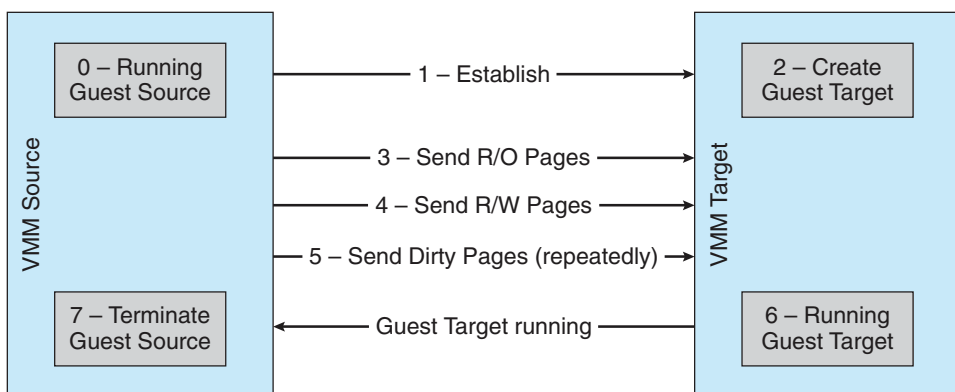 0 – Running
Guest Source
1 – Establish
2 – Create
Guest Target
VMM Source
3 – Send R/O Pages
4 – Send R/W Pages
5 – Send Dirty Pages (repeatedly)
VMM Target
7 – Terminate
Guest Source
Guest Target running
6 – Running
Guest Target